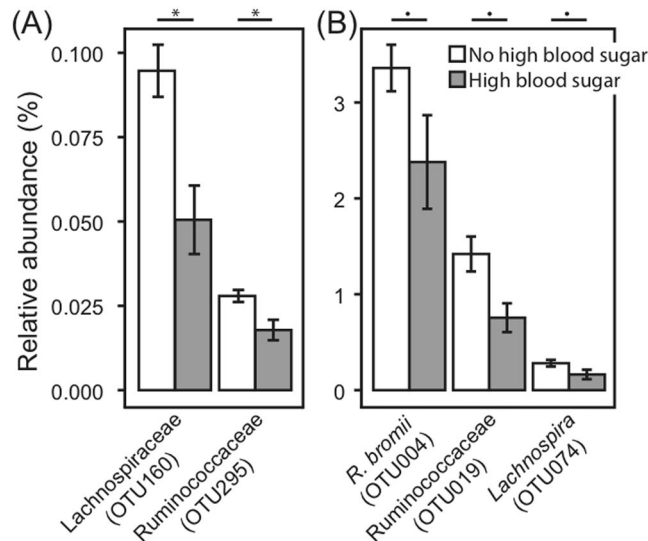 (A)
* *
Relative abundance (%)
0.100
0.075
0.050
0.025
0.000
Lachnospiraceae
(OTU160)
Ruminococcaceae
(OTU295)
(B)
• • •
No high blood sugar
High blood sugar
3
2
1
0
R. bromii
(OTU004)
Ruminococcaceae
(OTU019)
Lachnospira
(OTU074)